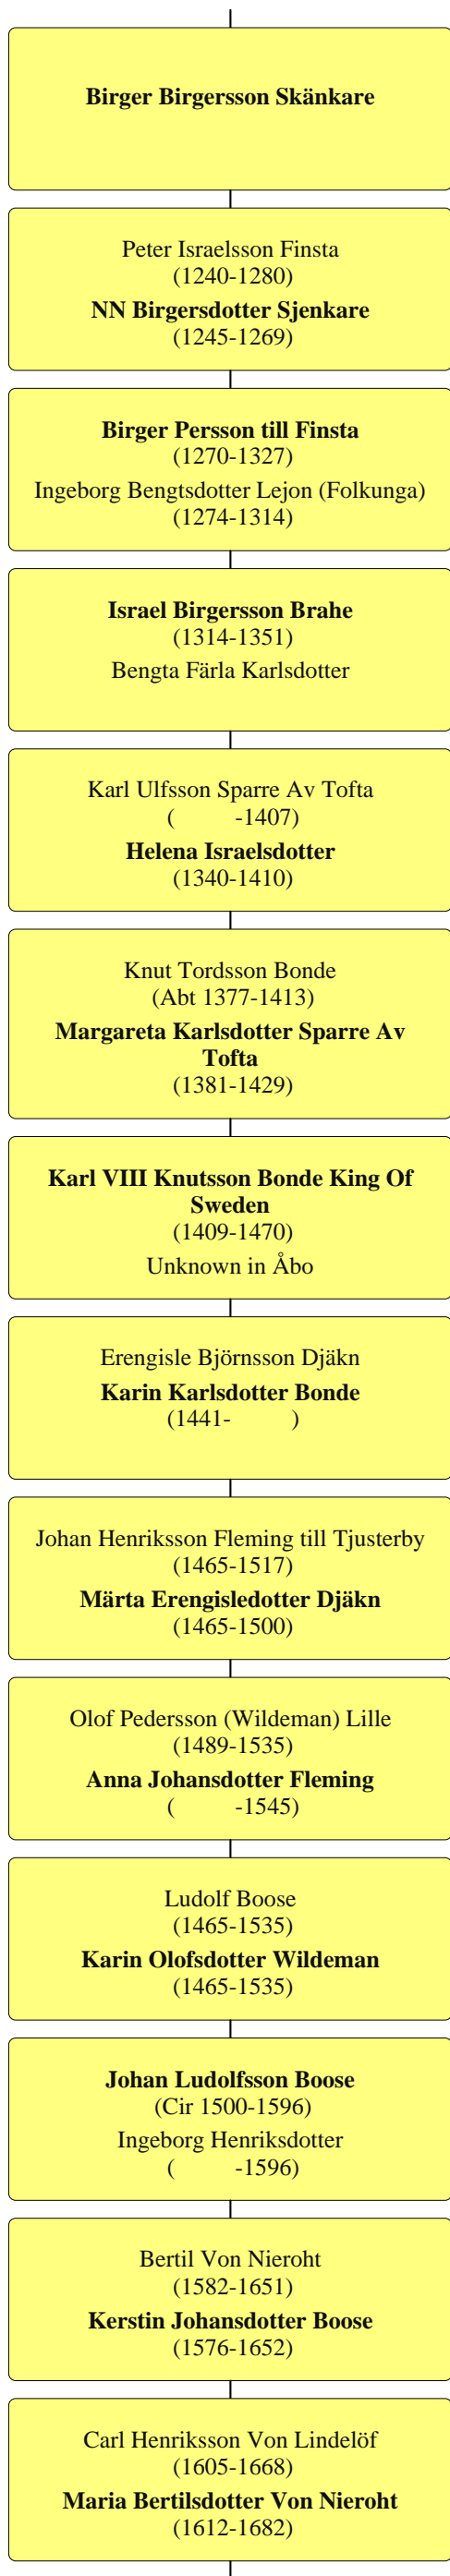 Birger Birgersson Skänkare
Peter Israelsson Finsta
(1240-1280)
NN Birgersdotter Sjenkare
(1245-1269)
Birger Persson till Finsta
(1270-1327)
Ingeborg Bengtsdotter Lejon (Folkunga)
(1274-1314)
Israel Birgersson Brahe
(1314-1351)
Bengta Färla Karlsdotter
Karl Ulfsson Sparre Av Tofta
( -1407)
Helena Israelsdotter
(1340-1410)
Knut Tordsson Bonde
(Abt 1377-1413)
Margareta Karlsdotter Sparre Av
Tofta
(1381-1429)
Karl VIII Knutsson Bonde King Of
Sweden
(1409-1470)
Unknown in Åbo
Erengisle Björnsson Djäkn
Karin Karlsdotter Bonde
(1441- )
Johan Henriksson Fleming till Tjusterby
(1465-1517)
Märta Erengisledotter Djäkn
(1465-1500)
Olof Pedersson (Wildeman) Lille
(1489-1535)
Anna Johansdotter Fleming
( -1545)
Ludolf Boose
(1465-1535)
Karin Olofsdotter Wildeman
(1465-1535)
Johan Ludolfsson Boose
(Cir 1500-1596)
Ingeborg Henriksdotter
( -1596)
Bertil Von Nieroht
(1582-1651)
Kerstin Johansdotter Boose
(1576-1652)
Carl Henriksson Von Lindelöf
(1605-1668)
Maria Bertilsdotter Von Nieroht
(1612-1682)